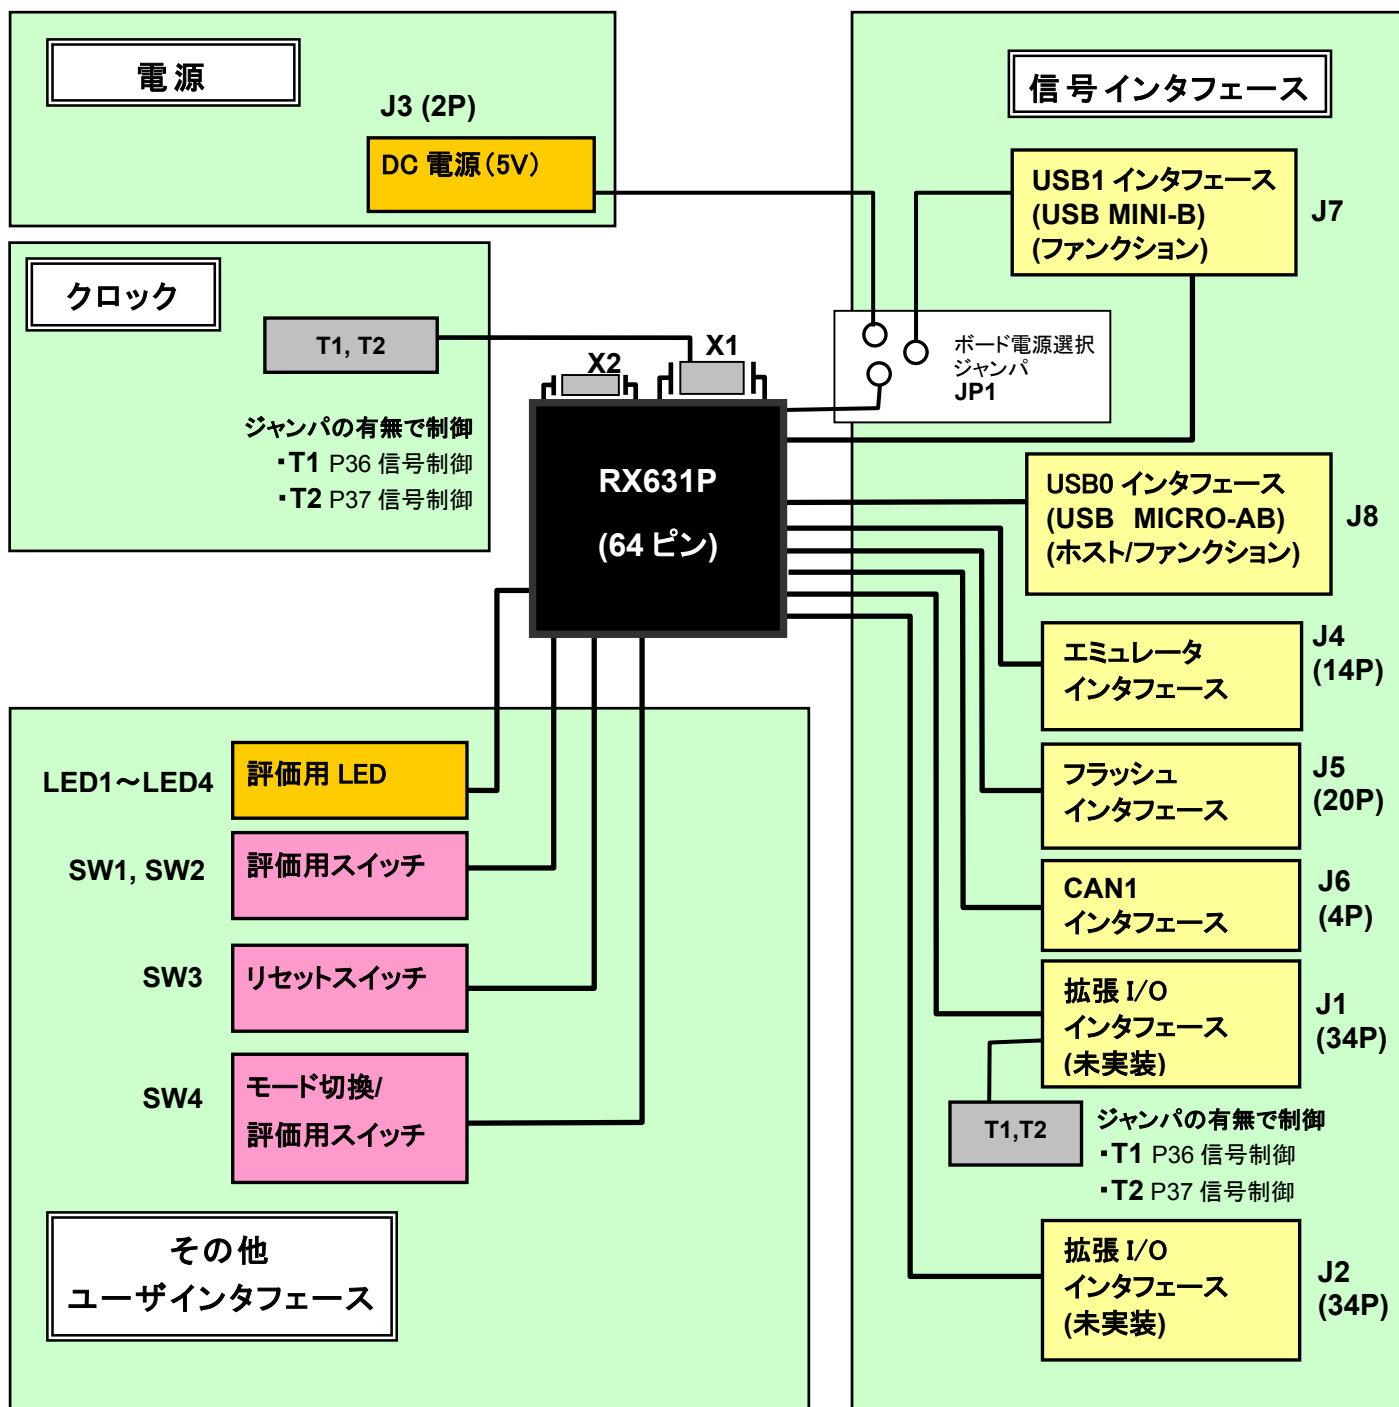 電源
J3 (2P)
DC 電源(5V)
クロック
T1, T2
X2
X1
ジャンパの有無で制御
・T1 P36 信号制御
・T2 P37 信号制御
RX631P
(64 ピン)
信号インタフェース
USB1 インタフェース
(USB MINI-B)
(ファンクション)
J7
ボード電源選択
ジャンパ
JP1
USB0 インタフェース
(USB MICRO-AB)
(ホスト/ファンクション)
J8
エミュレータ
インタフェース
J4
(14P)
フラッシュ
インタフェース
J5
(20P)
CAN1
インタフェース
J6
(4P)
拡張 I/O
インタフェース
(未実装)
J1
(34P)
T1,T2
ジャンパの有無で制御
・T1 P36 信号制御
・T2 P37 信号制御
拡張 I/O
インタフェース
(未実装)
J2
(34P)
LED1～LED4
評価用 LED
SW1, SW2
評価用スイッチ
SW3
リセットスイッチ
SW4
モード切換/
評価用スイッチ
その他
ユーザインタフェース